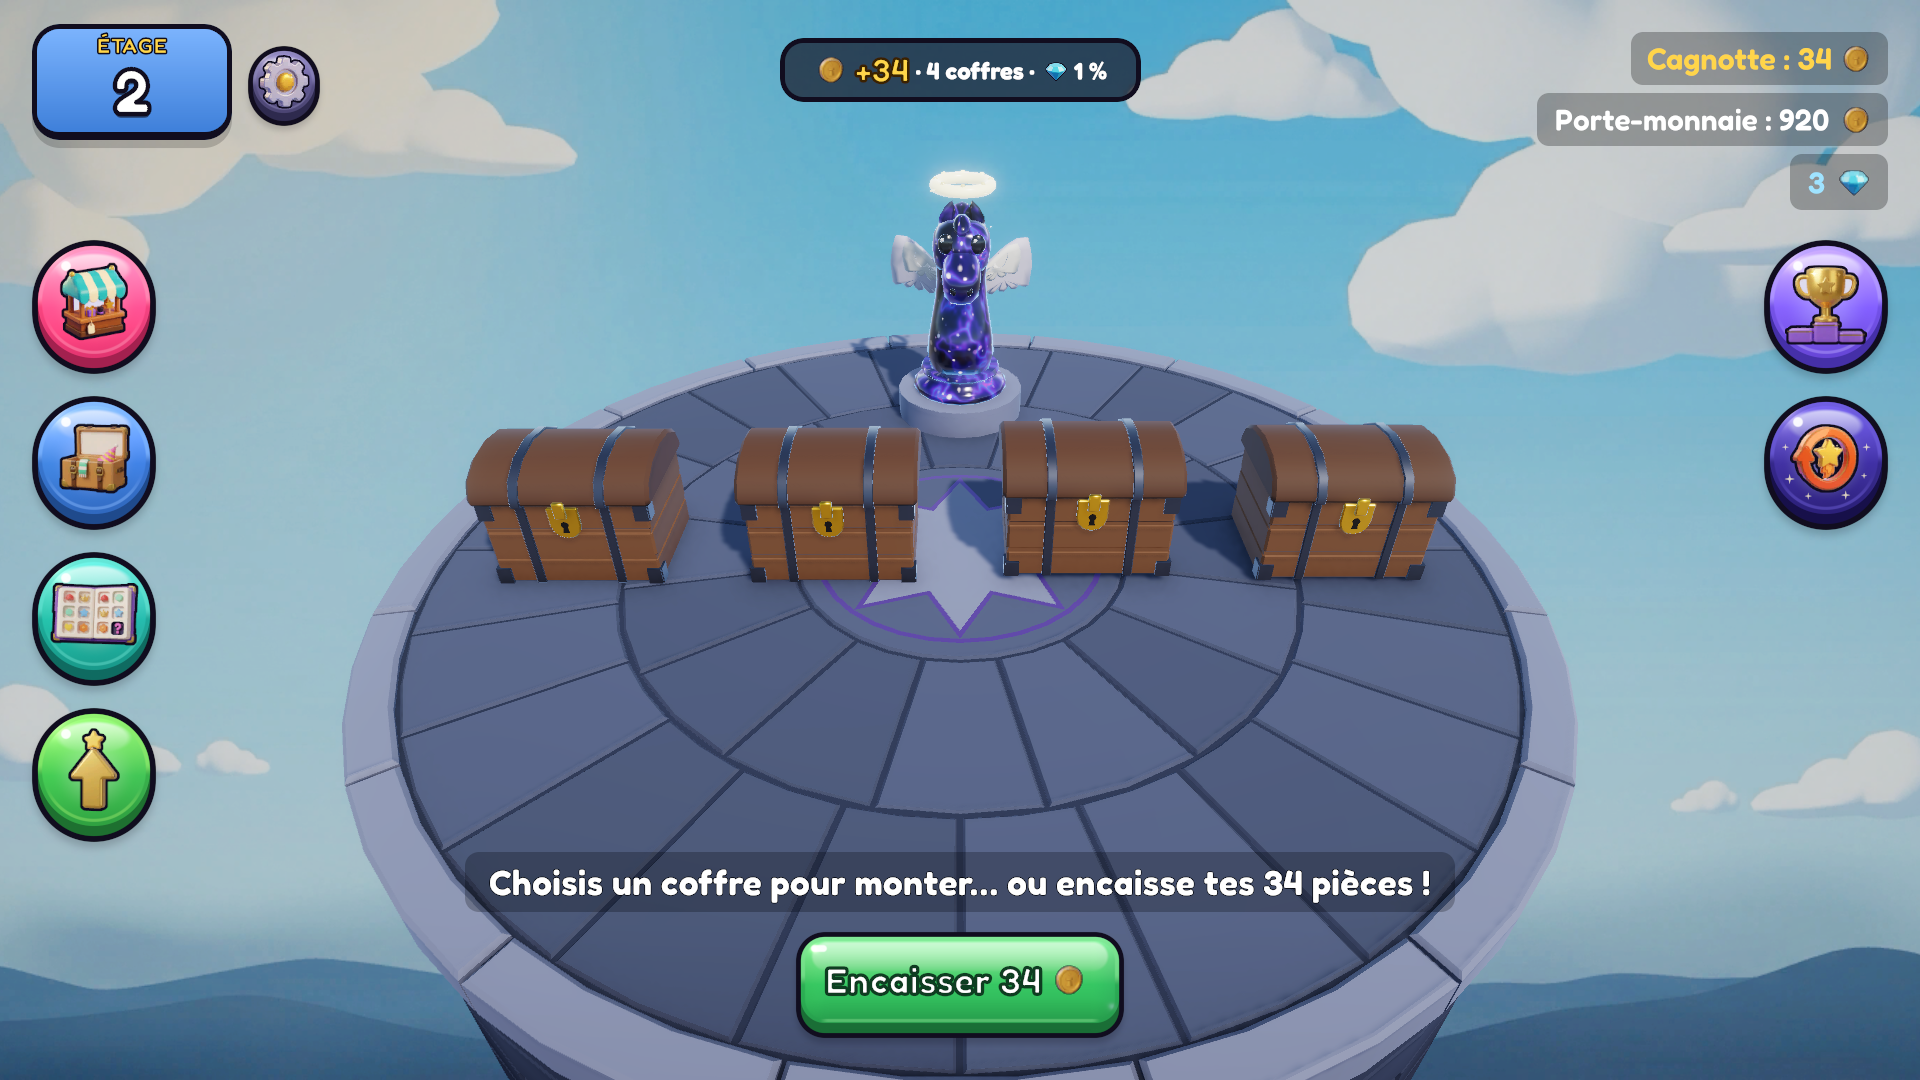 ÉTAGE
2
+34 · 4 coffres · 1 %
Cagnotte : 34
Porte-monnaie : 920
3
?
Choisis un coffre pour monter... ou encaisse tes 34 pièces !
Encaisser 34